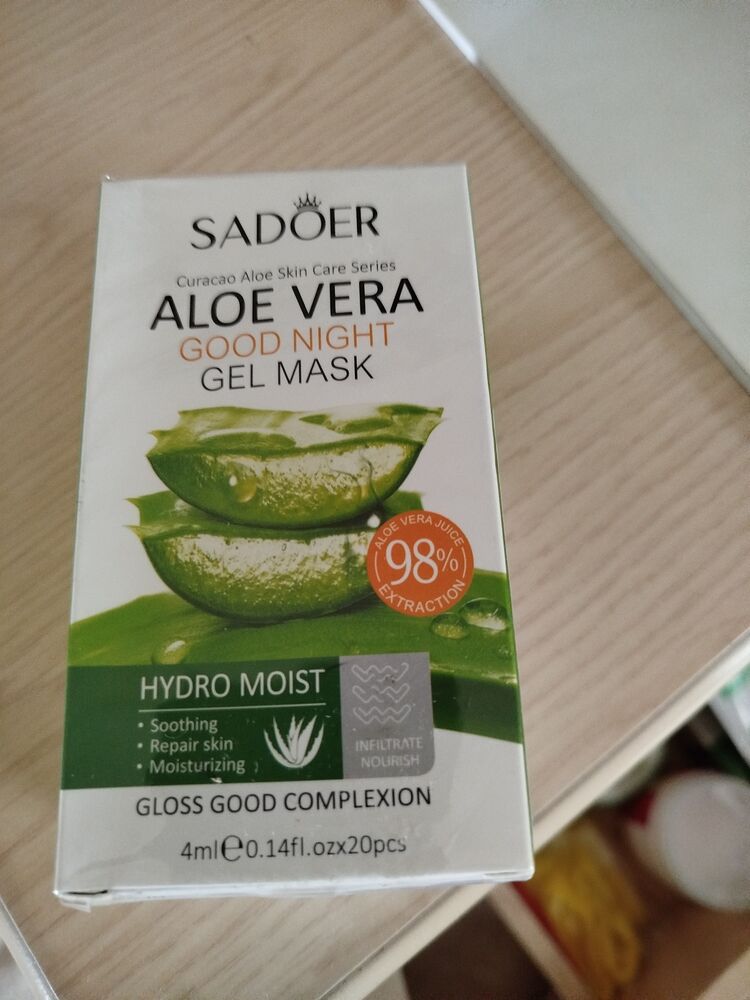 SADOER
Curacao Aloe Skin Care Series
ALOE VERA
GOOD NIGHT
GEL MASK
ALOE VERA JUICE
98%
EXTRACTION
HYDRO MOIST
• Soothing
• Repair skin
• Moisturizing
INFILTRATE
NOURISH
GLOSS GOOD COMPLEXION
4ml℮0.14fl.ozx20pcs